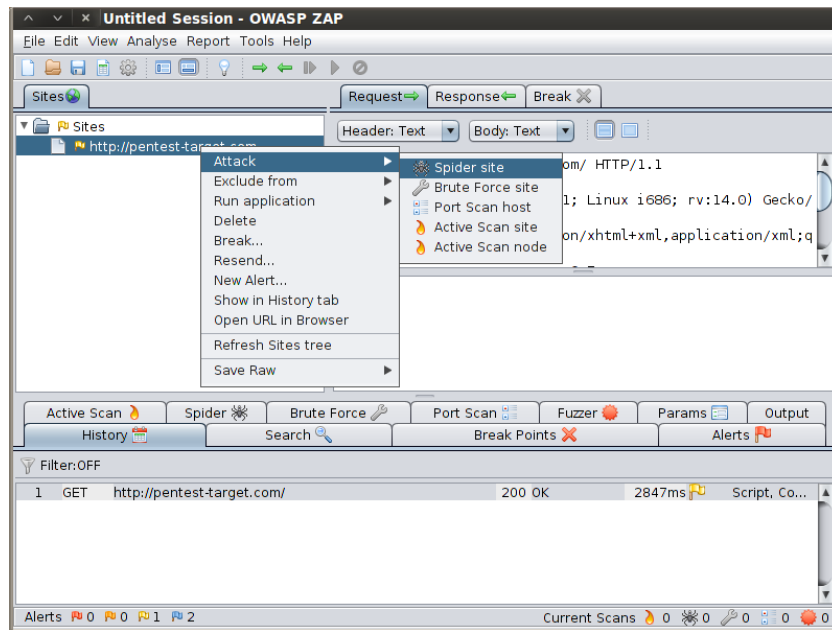 Untitled Session - OWASP ZAP
File Edit View Analyse Report Tools Help
Sites
Request Response Break
Sites
http://pentest-target.com
Header: Text Body: Text
Attack
Exclude from
Run application
Delete
Break...
Resend...
New Alert...
Show in History tab
Open URL in Browser
Refresh Sites tree
Save Raw
Spider site
Brute Force site
Port Scan host
Active Scan site
Active Scan node
om/ HTTP/1.1
1; Linux i686; rv:14.0) Gecko/
on/xhtml+xml,application/xml;q
Active Scan Spider Brute Force Port Scan Fuzzer Params Output
History Search Break Points Alerts
Filter:OFF
1 GET http://pentest-target.com/ 200 OK 2847ms Script, Co...
Alerts 0 0 1 2 Current Scans 0 0 0 0 0